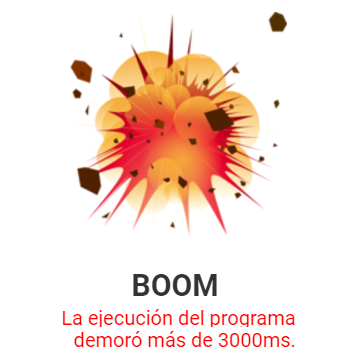 BOOM
La ejecución del programa
demoró más de 3000ms.